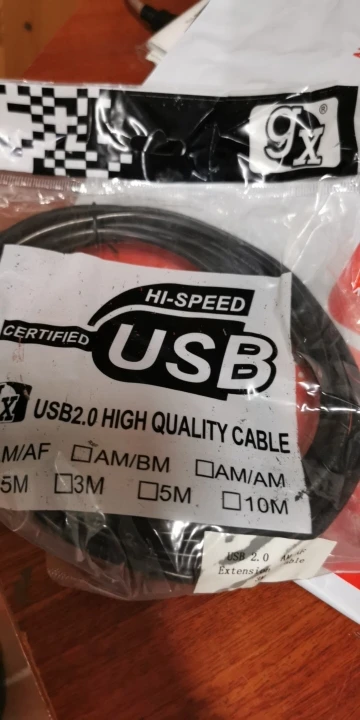 9x®
HI-SPEED
CERTIFIED USB
x USB2.0 HIGH QUALITY CABLE
M/AF □AM/BM □AM/AM
5M □3M □5M □10M
USB 2.0
Extension